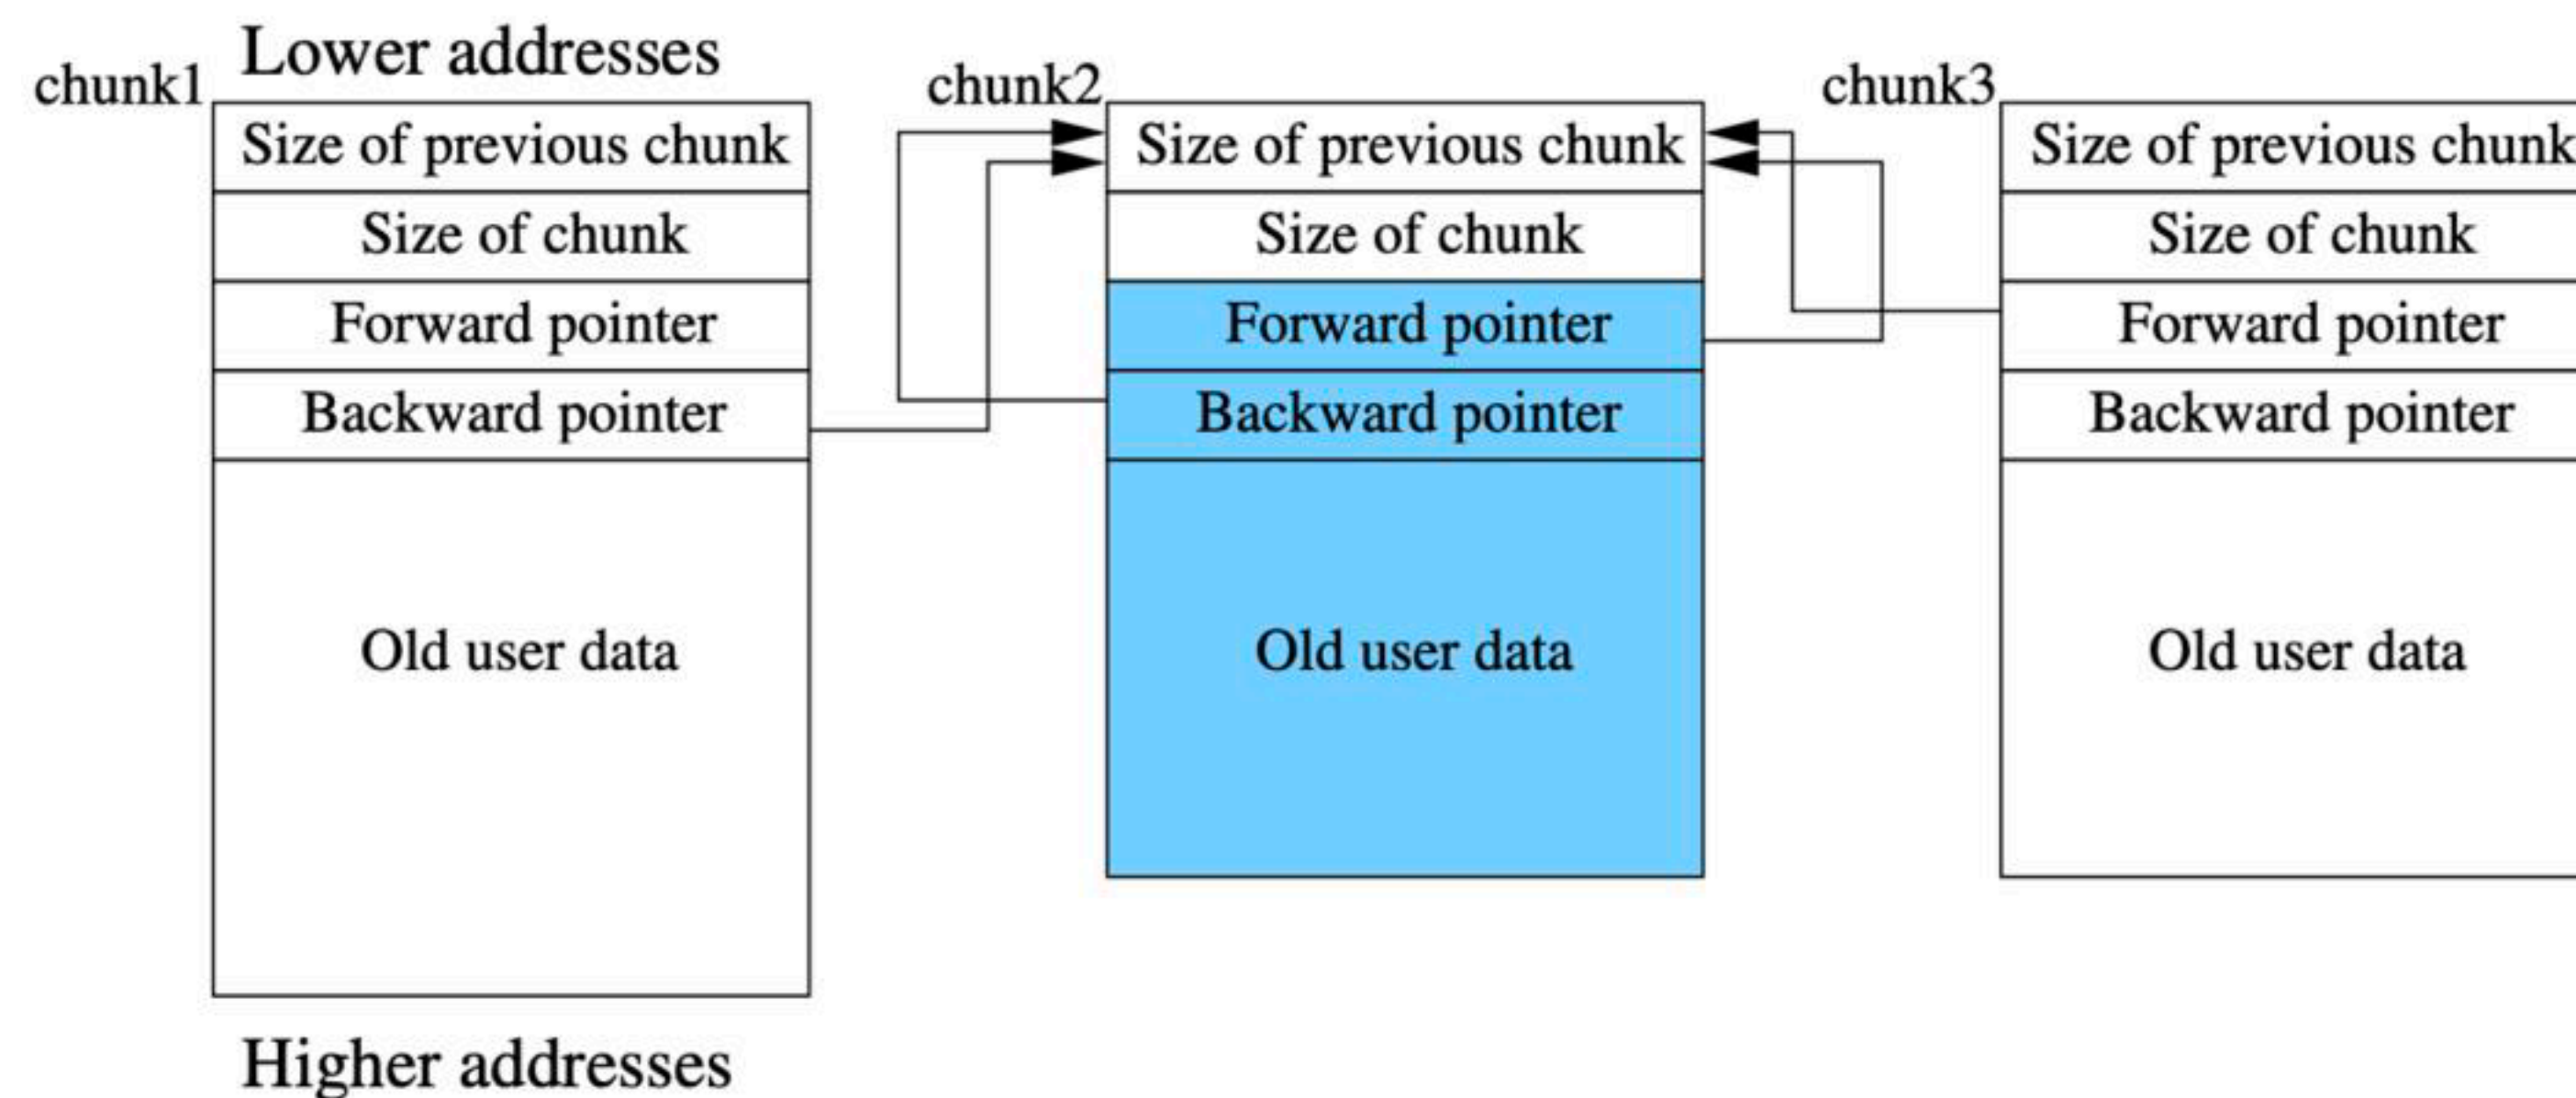 Lower addresses
chunk1
Size of previous chunk
Size of chunk
Forward pointer
Backward pointer
Old user data
Higher addresses
chunk2
Size of previous chunk
Size of chunk
Forward pointer
Backward pointer
Old user data
chunk3
Size of previous chunk
Size of chunk
Forward pointer
Backward pointer
Old user data